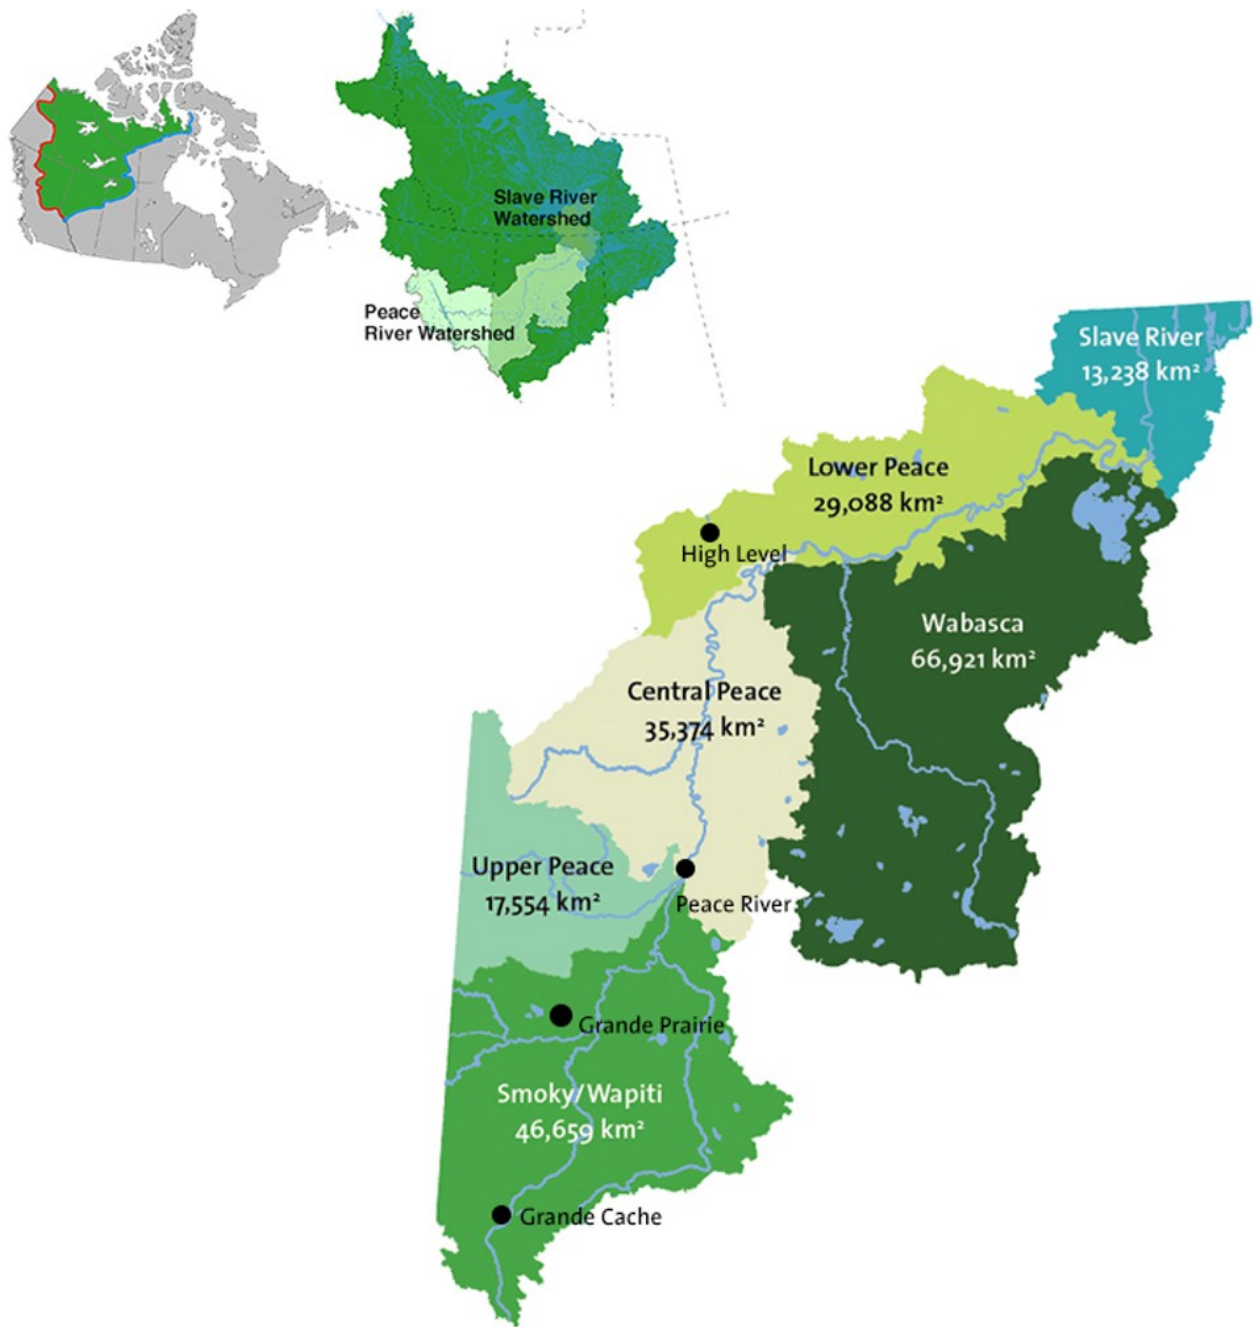 Slave River
Watershed
Peace
River Watershed
Slave River
13,238 km²
Lower Peace
29,088 km²
High Level
Wabasca
66,921 km²
Central Peace
35,374 km²
Upper Peace
17,554 km²
Peace River
Grande Prairie
Smoky/Wapiti
46,659 km²
Grande Cache